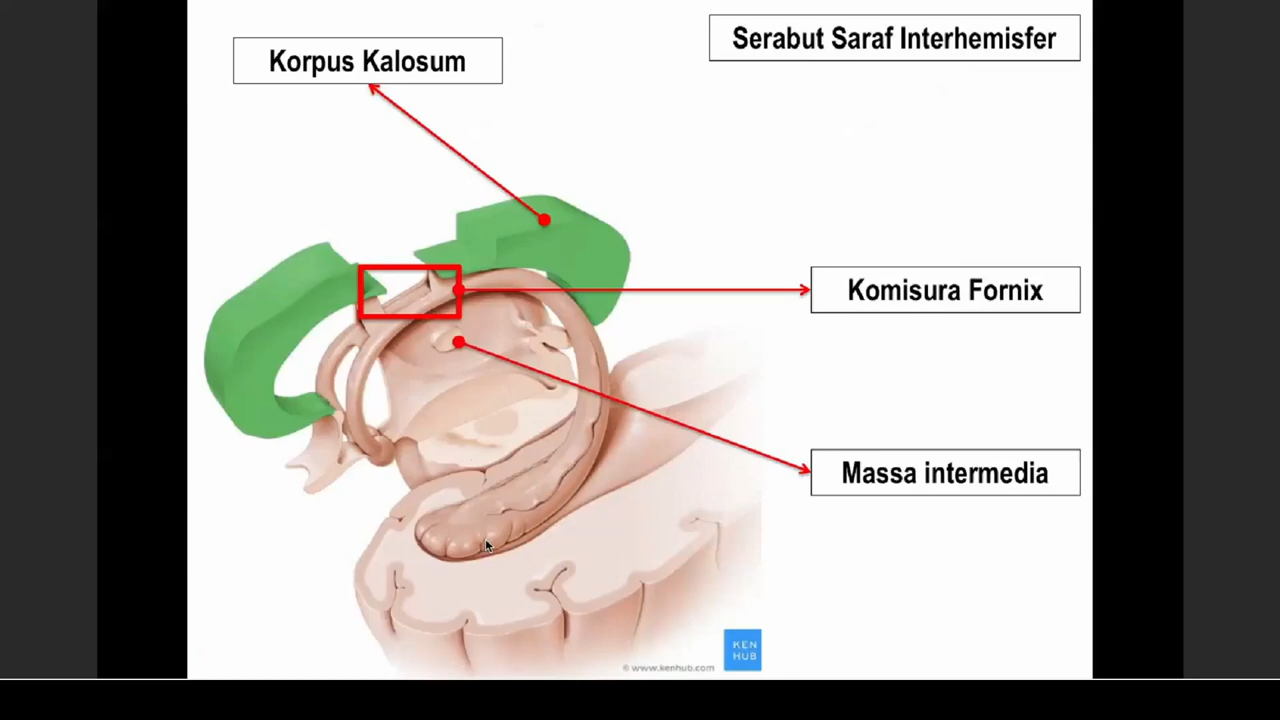 Serabut Saraf Interhemisfer
Korpus Kalosum
Komisura Fornix
Massa intermedia
KEN
HUB
© www.kenhub.com